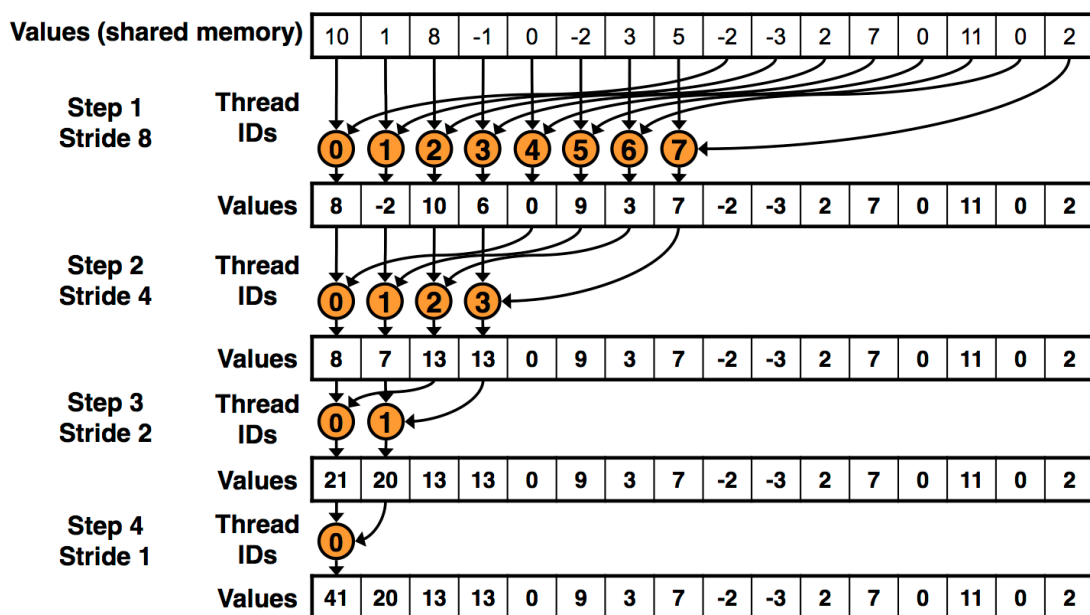 Values (shared memory) 10 1 8 -1 0 -2 3 5 -2 -3 2 7 0 11 0 2
Step 1 Thread
Stride 8 IDs
0 1 2 3 4 5 6 7
Values 8 -2 10 6 0 9 3 7 -2 -3 2 7 0 11 0 2
Step 2 Thread
Stride 4 IDs
0 1 2 3
Values 8 7 13 13 0 9 3 7 -2 -3 2 7 0 11 0 2
Step 3 Thread
Stride 2 IDs
0 1
Values 21 20 13 13 0 9 3 7 -2 -3 2 7 0 11 0 2
Step 4 Thread
Stride 1 IDs
0
Values 41 20 13 13 0 9 3 7 -2 -3 2 7 0 11 0 2